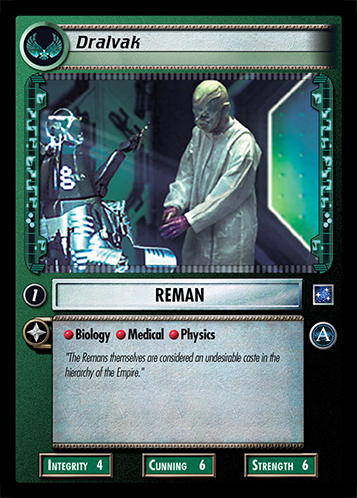 Dralvak
8
1
REMAN
A
Biology Medical Physics
"The Remans themselves are considered an undesirable caste in the
hierarchy of the Empire."
INTEGRITY 4 CUNNING 6 STRENGTH 6